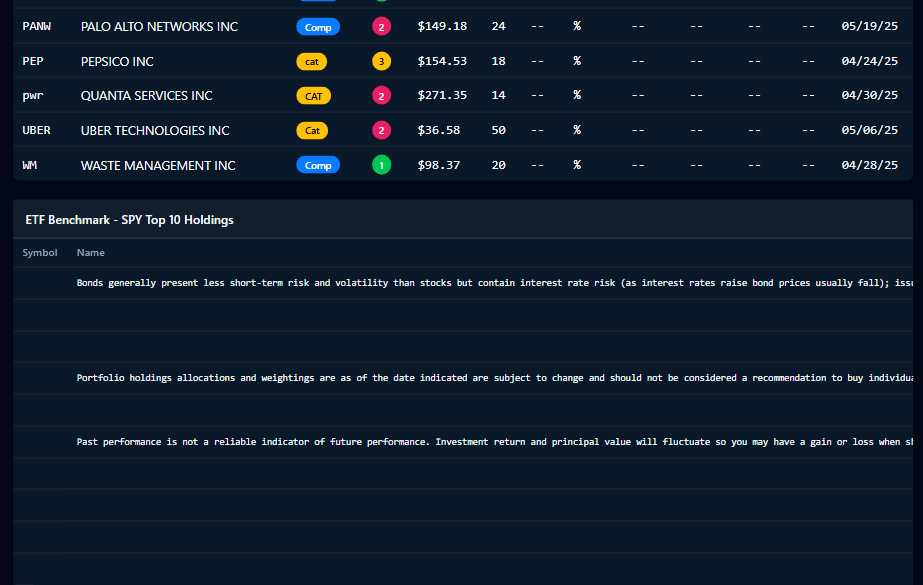 PANW PALO ALTO NETWORKS INC Comp 2 $149.18 24 -- % -- -- -- -- 05/19/25
PEP PEPSICO INC cat 3 $154.53 18 -- % -- -- -- -- 04/24/25
pwr QUANTA SERVICES INC CAT 2 $271.35 14 -- % -- -- -- -- 04/30/25
UBER UBER TECHNOLOGIES INC Cat 2 $36.58 50 -- % -- -- -- -- 05/06/25
WM WASTE MANAGEMENT INC Comp 1 $98.37 20 -- % -- -- -- -- 04/28/25
ETF Benchmark - SPY Top 10 Holdings
Symbol Name
Bonds generally present less short-term risk and volatility than stocks but contain interest rate risk (as interest rates raise bond prices usually fall);
Portfolio holdings allocations and weightings are as of the date indicated are subject to change and should not be considered a recommendation to buy
Past performance is not a reliable indicator of future performance. Investment return and principal value will fluctuate so you may have a gain or loss when